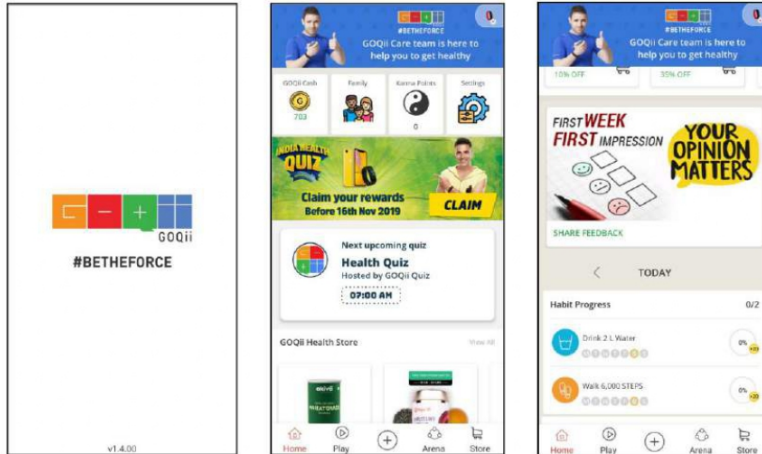 GOQii
#BETHEFORCE
v1.4.00
#BETHEFORCE
GOQii Care team is here to
help you to get healthy
GOQii Cash
Family
Karma Points
Settings
703
0
INDIA HEALTH
QUIZ
Claim your rewards
Before 16th Nov 2019
CLAIM
Next upcoming quiz
Health Quiz
Hosted by GOQii Quiz
07:00 AM
GOQii Health Store
View All
Home
Play
Arena
Store
#BETHEFORCE
GOQii Care team is here to
help you to get healthy
10% OFF
35% OFF
FIRST WEEK
FIRST IMPRESSION
YOUR
OPINION
MATTERS
SHARE FEEDBACK
TODAY
Habit Progress
0/2
Drink 2 L Water
0%
Walk 6,000 STEPS
0%
Home
Play
Arena
Store